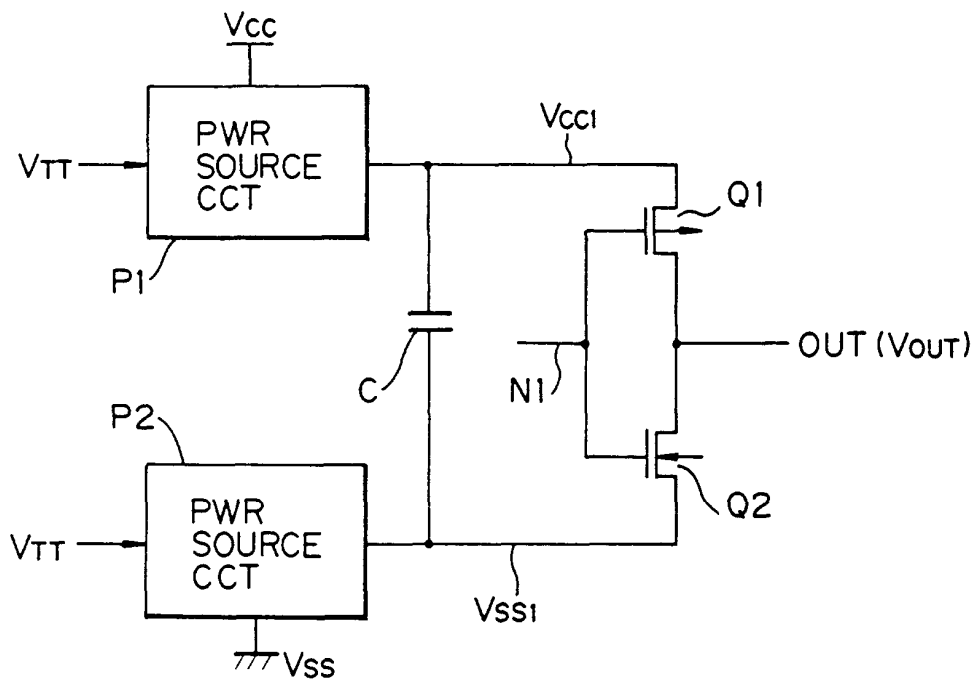 Vcc
PWR
SOURCE
CCT
VTT
P1
VCC1
Q1
C
N1
OUT (VOUT)
P2
PWR
SOURCE
CCT
VTT
Q2
VSS1
VSS